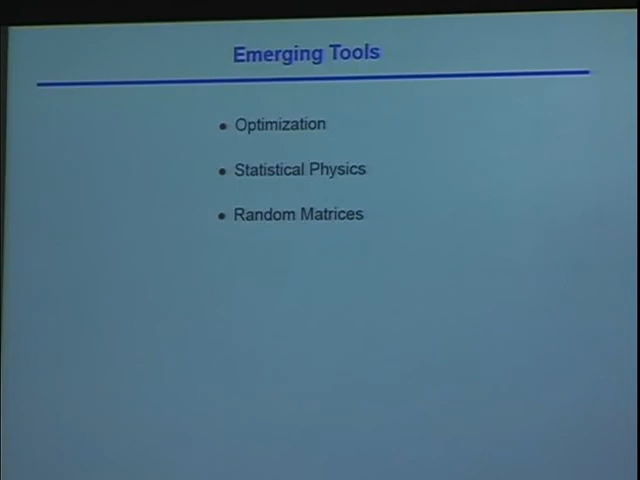 Emerging Tools
• Optimization
• Statistical Physics
• Random Matrices